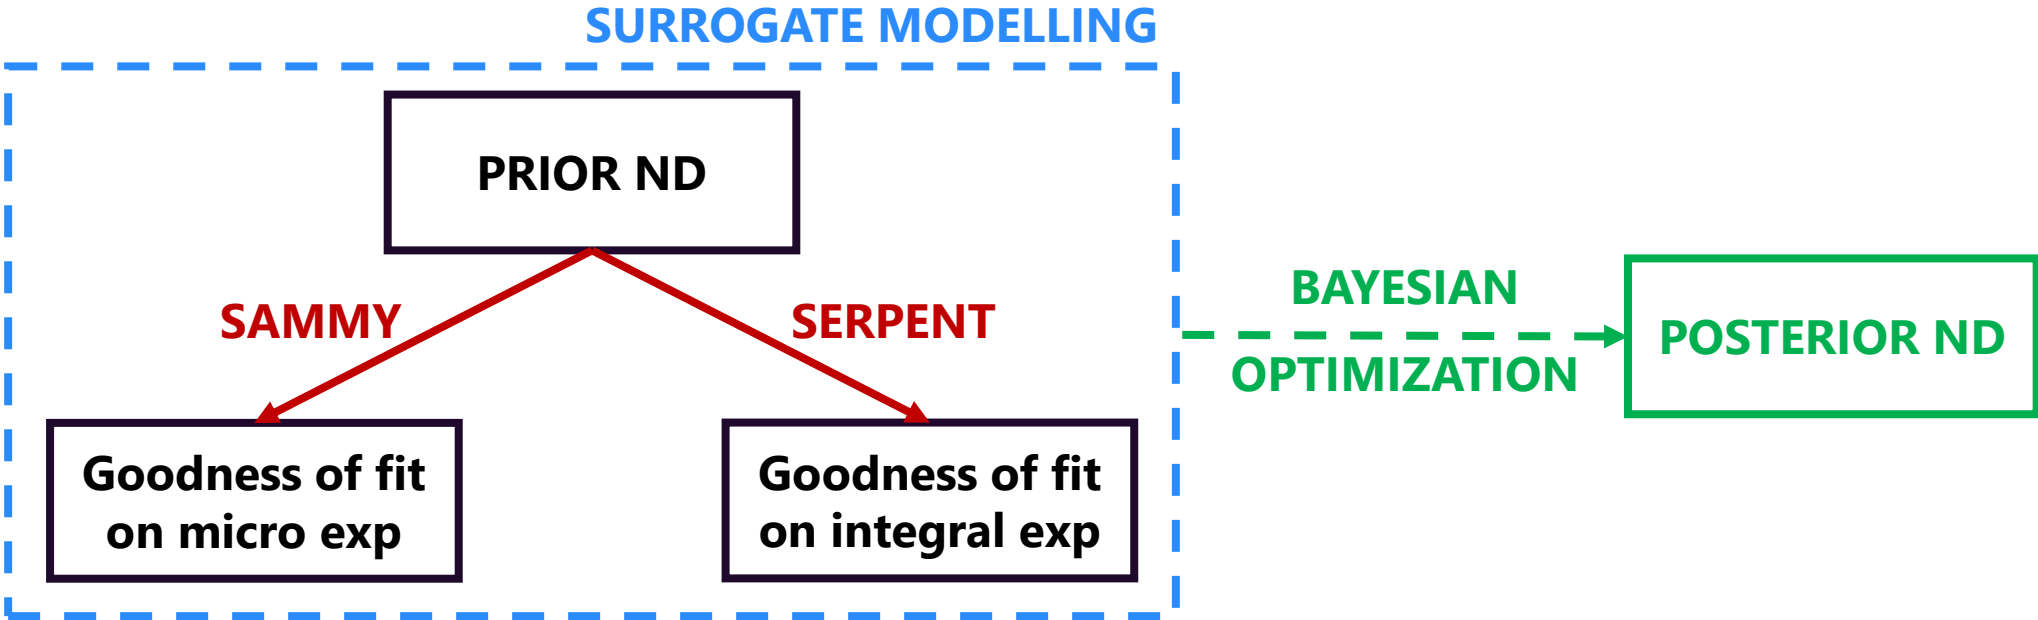 SURROGATE MODELLING
PRIOR ND
SAMMY
SERPENT
Goodness of fit
on micro exp
Goodness of fit
on integral exp
BAYESIAN
OPTIMIZATION
POSTERIOR ND